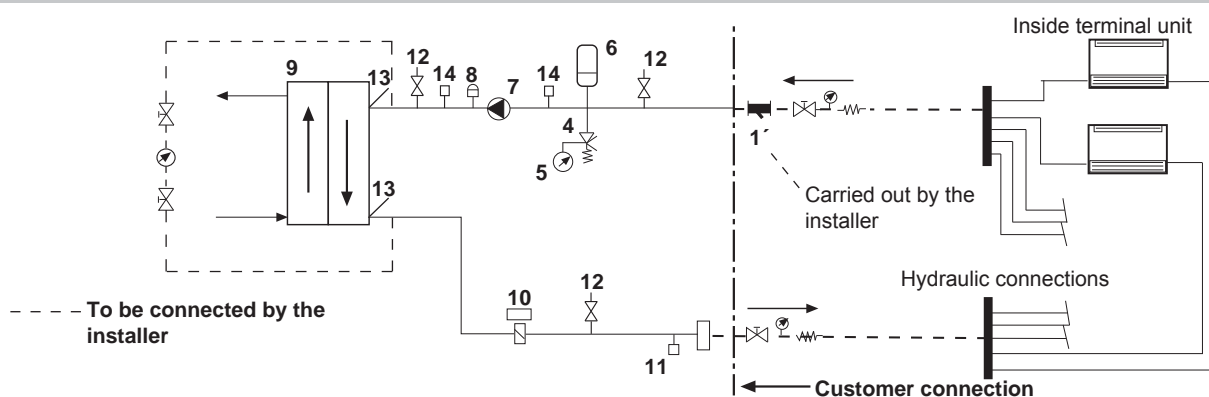 Inside terminal unit
12
6
12
9
13
14
8
7
14
4
1´
5
13
Carried out by the
installer
Hydraulic connections
10
12
- - - - - To be connected by the
installer
11
Customer connection